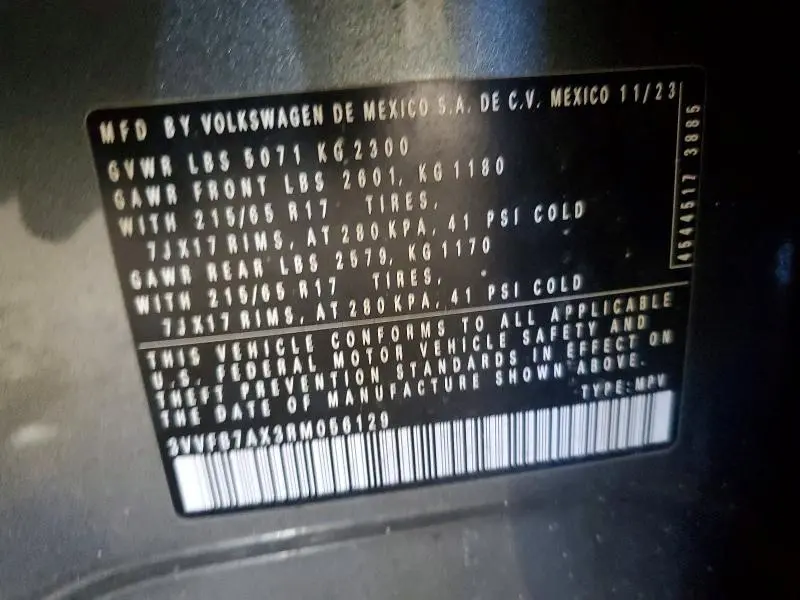 MFD BY VOLKSWAGEN DE MEXICO S.A. DE C.V. MEXICO 11/23
GVWR LBS 5071 KG 2300
GAWR FRONT LBS 2601, KG 1180
WITH 215/65 R17 TIRES,
7JX17 RIMS, AT 280 KPA, 41 PSI COLD
GAWR REAR LBS 2579, KG 1170
WITH 215/65 R17 TIRES,
7JX17 RIMS, AT 280 KPA, 41 PSI COLD
THIS VEHICLE CONFORMS TO ALL APPLICABLE
U.S. FEDERAL MOTOR VEHICLE SAFETY AND
THEFT PREVENTION STANDARDS IN EFFECT ON
THE DATE OF MANUFACTURE SHOWN ABOVE.
TYPE: MPV
3VVFB7AX3RM056129
4544517 3885